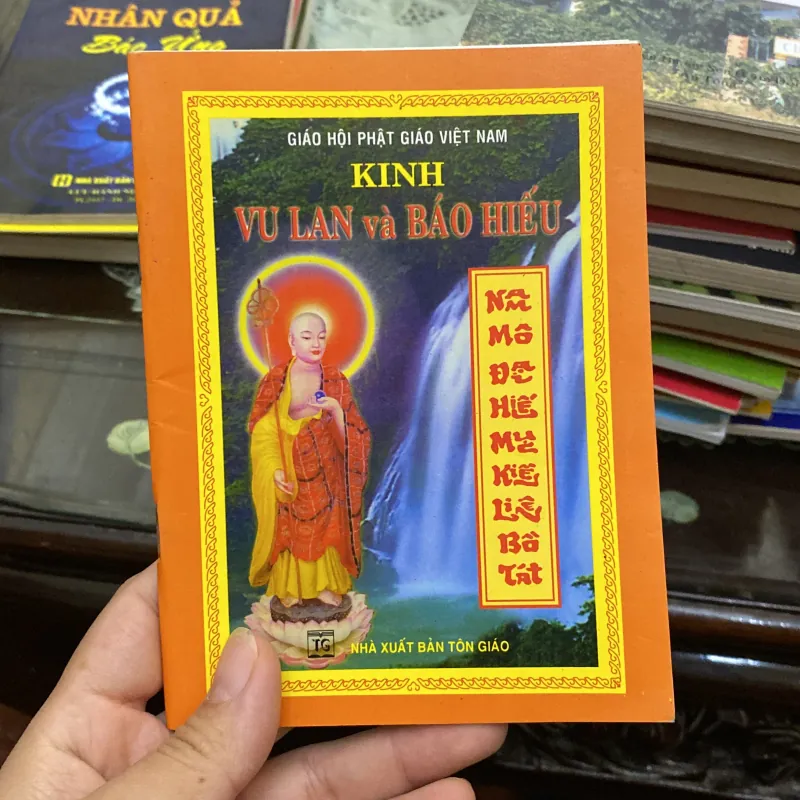 NHÂN QUẢ
Báo Ứng
GIÁO HỘI PHẬT GIÁO VIỆT NAM
KINH
VU LAN và BÁO HIẾU
NAM
MÔ
ĐẠI
HIẾU
MỤC
KIỀN
LIÊN
BỒ
TÁT
TG
NHÀ XUẤT BẢN TÔN GIÁO